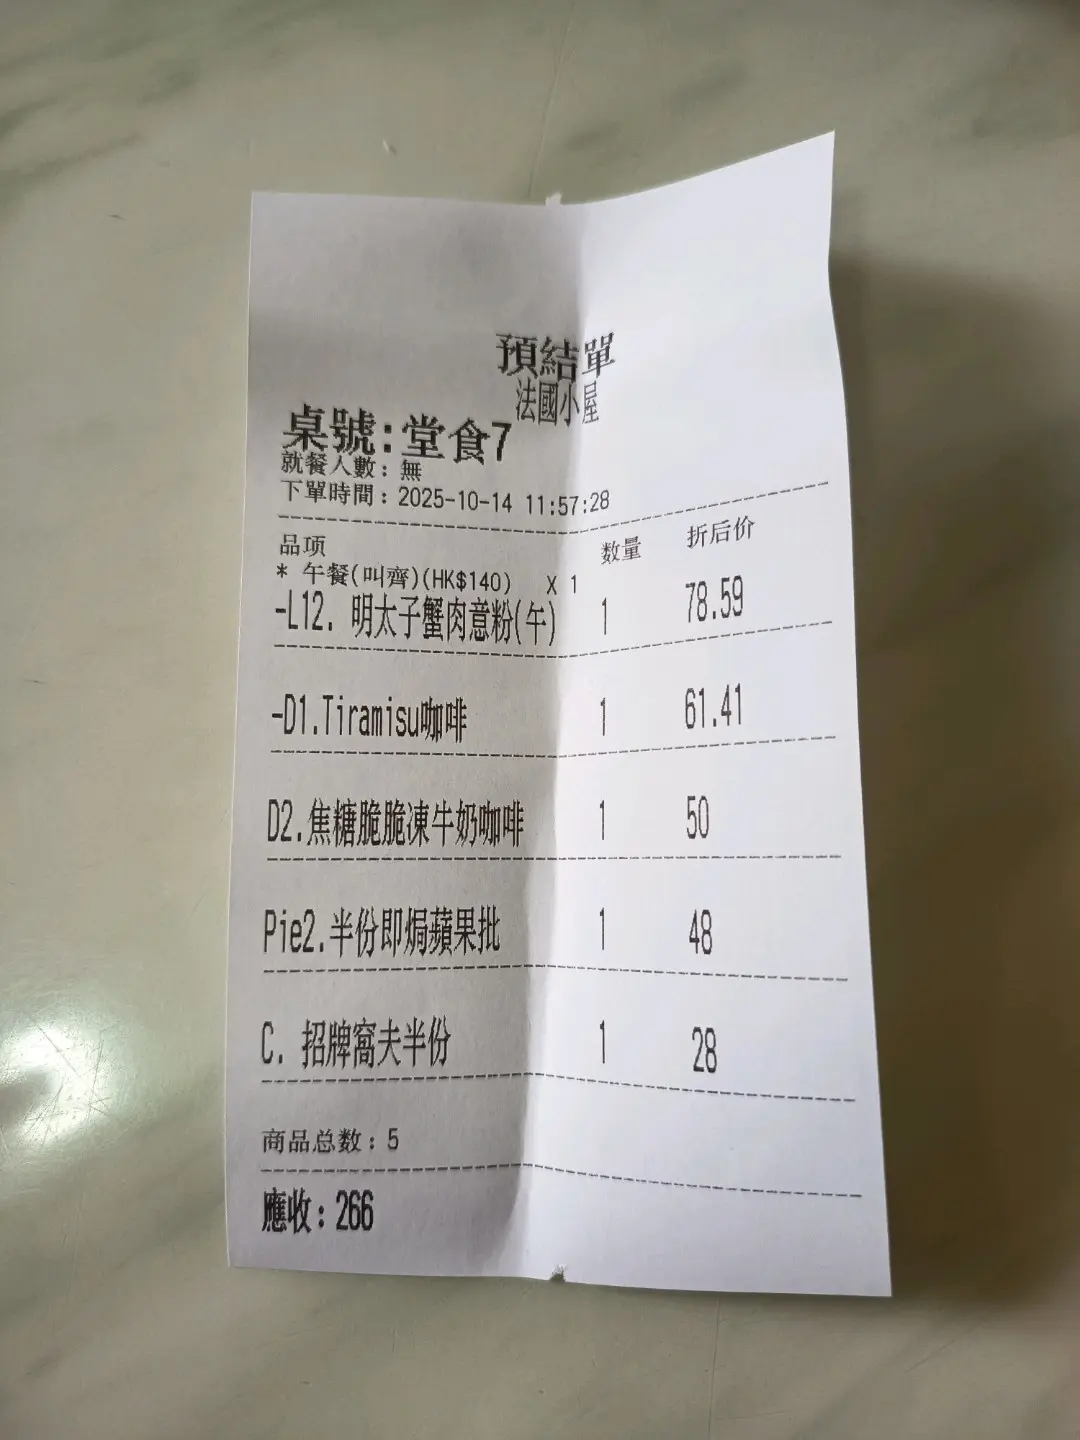 預結單
法國小屋
桌號:堂食7
就餐人數: 無
下單時間: 2025-10-14 11:57:28
品项 数量 折后价
* 午餐(叫齊)(HK$140) X 1
-L12. 明太子蟹肉意粉(午) 1 78.59
-D1.Tiramisu咖啡 1 61.41
D2.焦糖脆脆凍牛奶咖啡 1 50
Pie2.半份即焗蘋果批 1 48
C. 招牌窩夫半份 1 28
商品总数: 5
應收: 266